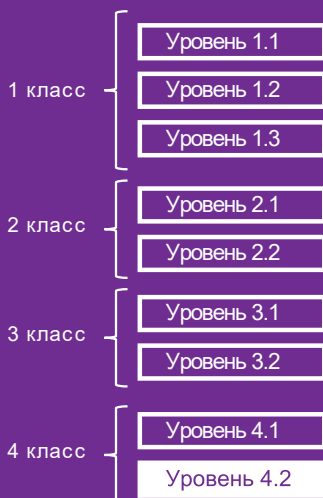 1 класс
Уровень 1.1
Уровень 1.2
Уровень 1.3
2 класс
Уровень 2.1
Уровень 2.2
3 класс
Уровень 3.1
Уровень 3.2
4 класс
Уровень 4.1
Уровень 4.2